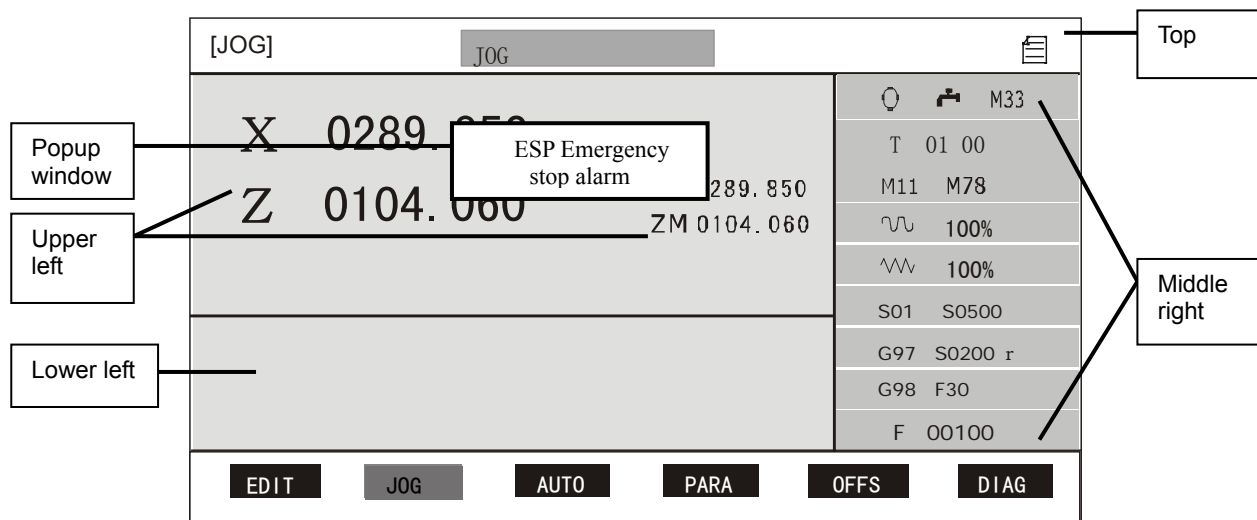 [JOG]
JOG
Top
M33
Popup
window
X 0289.
ESP Emergency
stop alarm
T 01 00
289.850
M11 M78
Z 0104.060
ZM 0104.060
100%
Upper
left
100%
Middle
right
S01 S0500
Lower left
G97 S0200 r
G98 F30
F 00100
EDIT JOG AUTO PARA OFFS DIAG